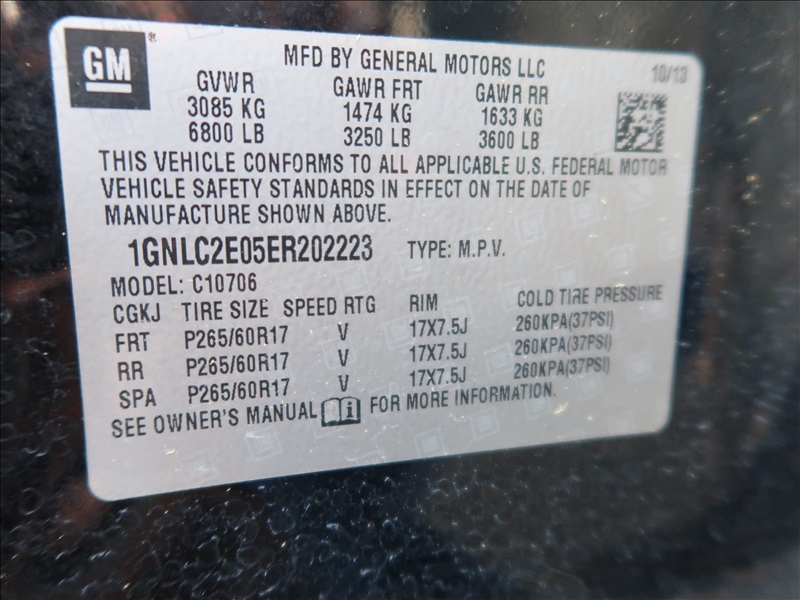 GM
MFD BY GENERAL MOTORS LLC
10/13
GVWR GAWR FRT GAWR RR
3085 KG 1474 KG 1633 KG
6800 LB 3250 LB 3600 LB
THIS VEHICLE CONFORMS TO ALL APPLICABLE U.S. FEDERAL MOTOR
VEHICLE SAFETY STANDARDS IN EFFECT ON THE DATE OF
MANUFACTURE SHOWN ABOVE.
1GNLC2E05ER202223 TYPE: M.P.V.
MODEL: C10706
CGKJ TIRE SIZE SPEED RTG RIM COLD TIRE PRESSURE
FRT P265/60R17 V 17X7.5J 260KPA(37PSI)
RR P265/60R17 V 17X7.5J 260KPA(37PSI)
SPA P265/60R17 V 17X7.5J 260KPA(37PSI)
SEE OWNER'S MANUAL FOR MORE INFORMATION.